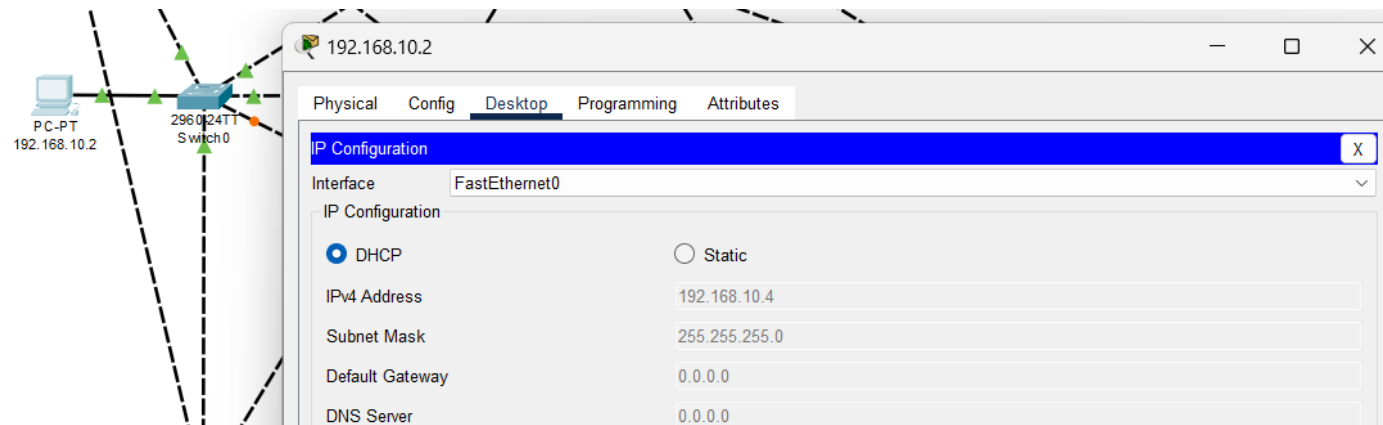 192.168.10.2
Physical Config Desktop Programming Attributes
PC-PT
192.168.10.2
2960-24TT
Switch0
IP Configuration X
Interface FastEthernet0
IP Configuration
DHCP Static
IPv4 Address 192.168.10.4
Subnet Mask 255.255.255.0
Default Gateway 0.0.0.0
DNS Server 0.0.0.0